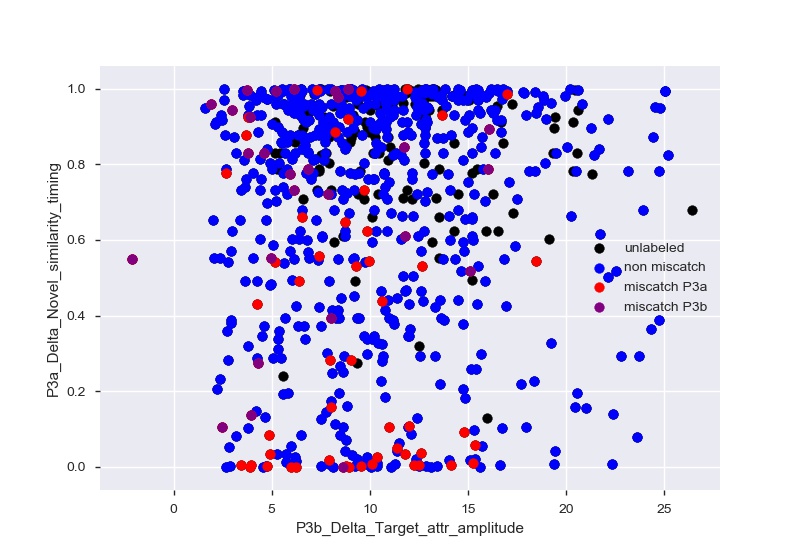 1.0
0.8
0.6
0.4
0.2
0.0
P3a_Delta_Novel_similarity_timing
unlabeled
non miscatch
miscatch P3a
miscatch P3b
0 5 10 15 20 25
P3b_Delta_Target_attr_amplitude